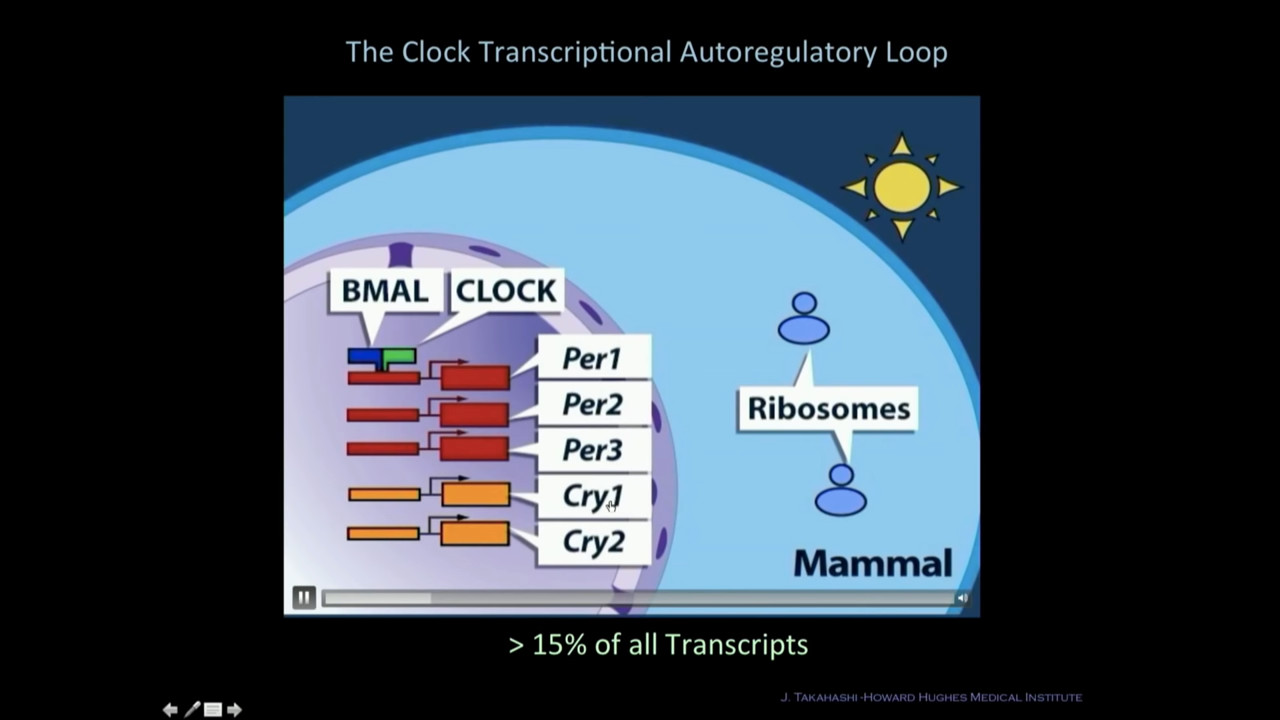 The Clock Transcriptional Autoregulatory Loop
BMAL
CLOCK
Per1
Per2
Per3
Cry1
Cry2
Ribosomes
Mammal
> 15% of all Transcripts
J. Takahashi-Howard Hughes Medical Institute